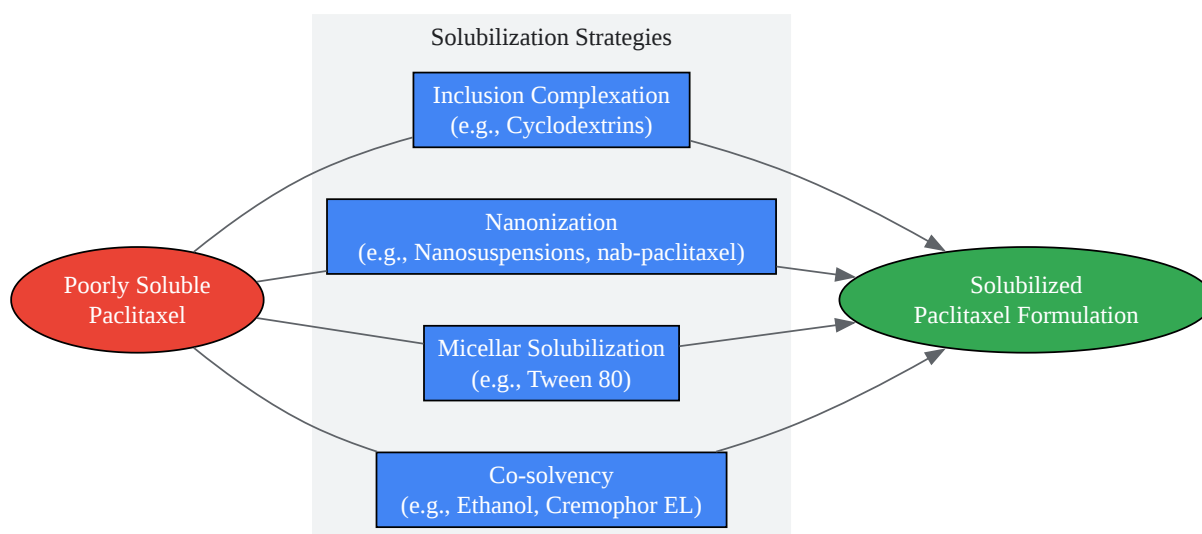 Solubilization Strategies
Inclusion Complexation
(e.g., Cyclodextrins)
Nanonization
(e.g., Nanosuspensions, nab-paclitaxel)
Poorly Soluble
Paclitaxel
Solubilized
Paclitaxel Formulation
Micellar Solubilization
(e.g., Tween 80)
Co-solvency
(e.g., Ethanol, Cremophor EL)